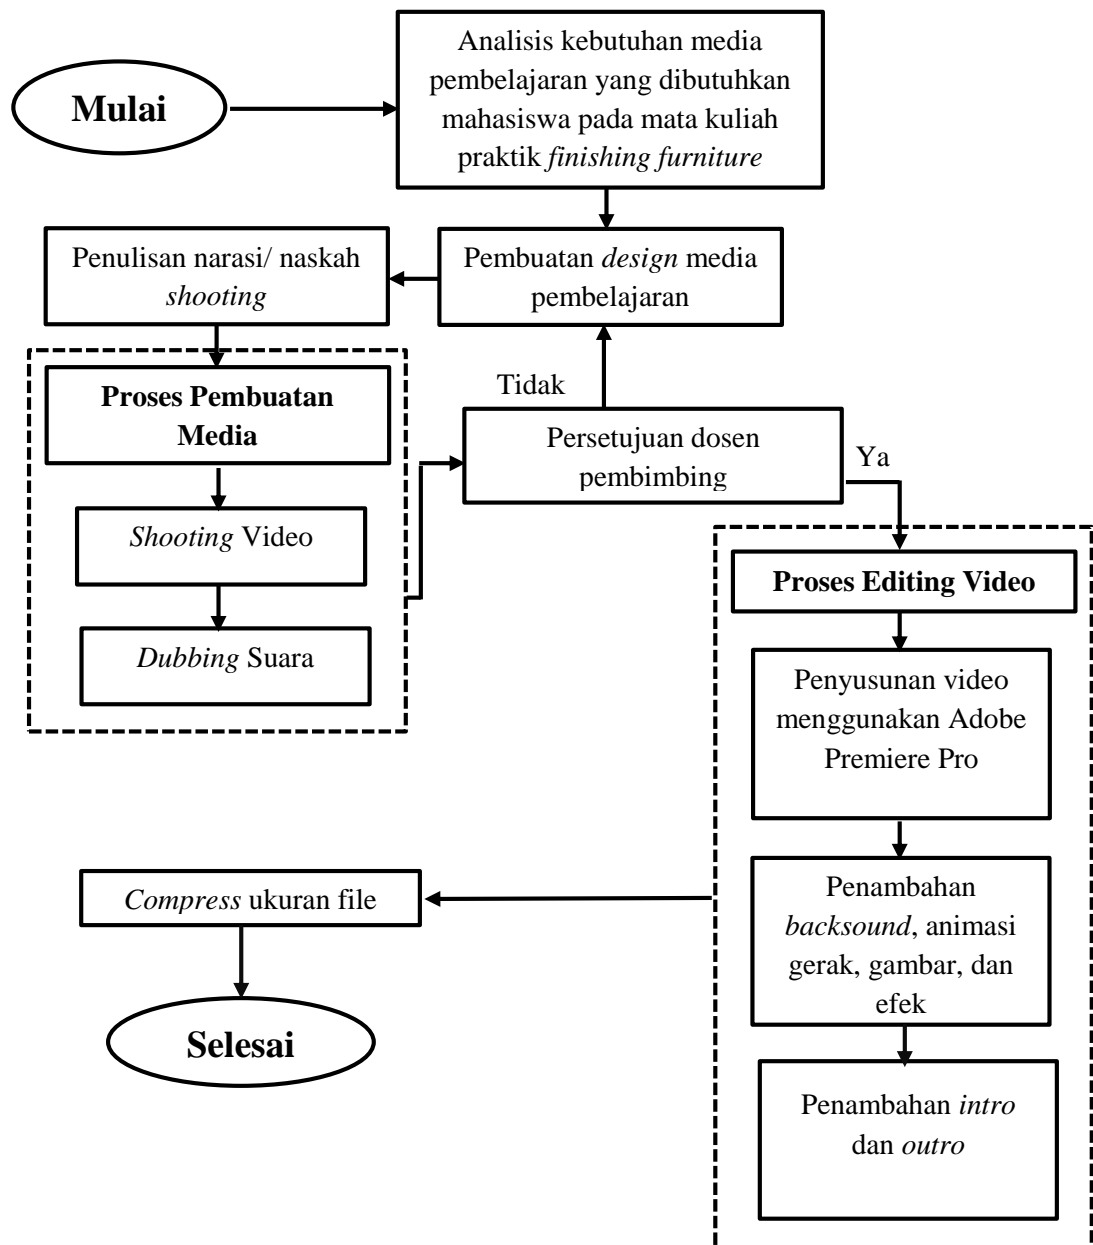 Mulai
Analisis kebutuhan media
pembelajaran yang dibutuhkan
mahasiswa pada mata kuliah
praktik finishing furniture
Pembuatan design media
pembelajaran
Penulisan narasi/ naskah
shooting
Proses Pembuatan
Media
Shooting Video
Dubbing Suara
Persetujuan dosen
pembimbing
Tidak
Ya
Proses Editing Video
Penyusunan video
menggunakan Adobe
Premiere Pro
Penambahan
backsound, animasi
gerak, gambar, dan
efek
Penambahan intro
dan outro
Compress ukuran file
Selesai